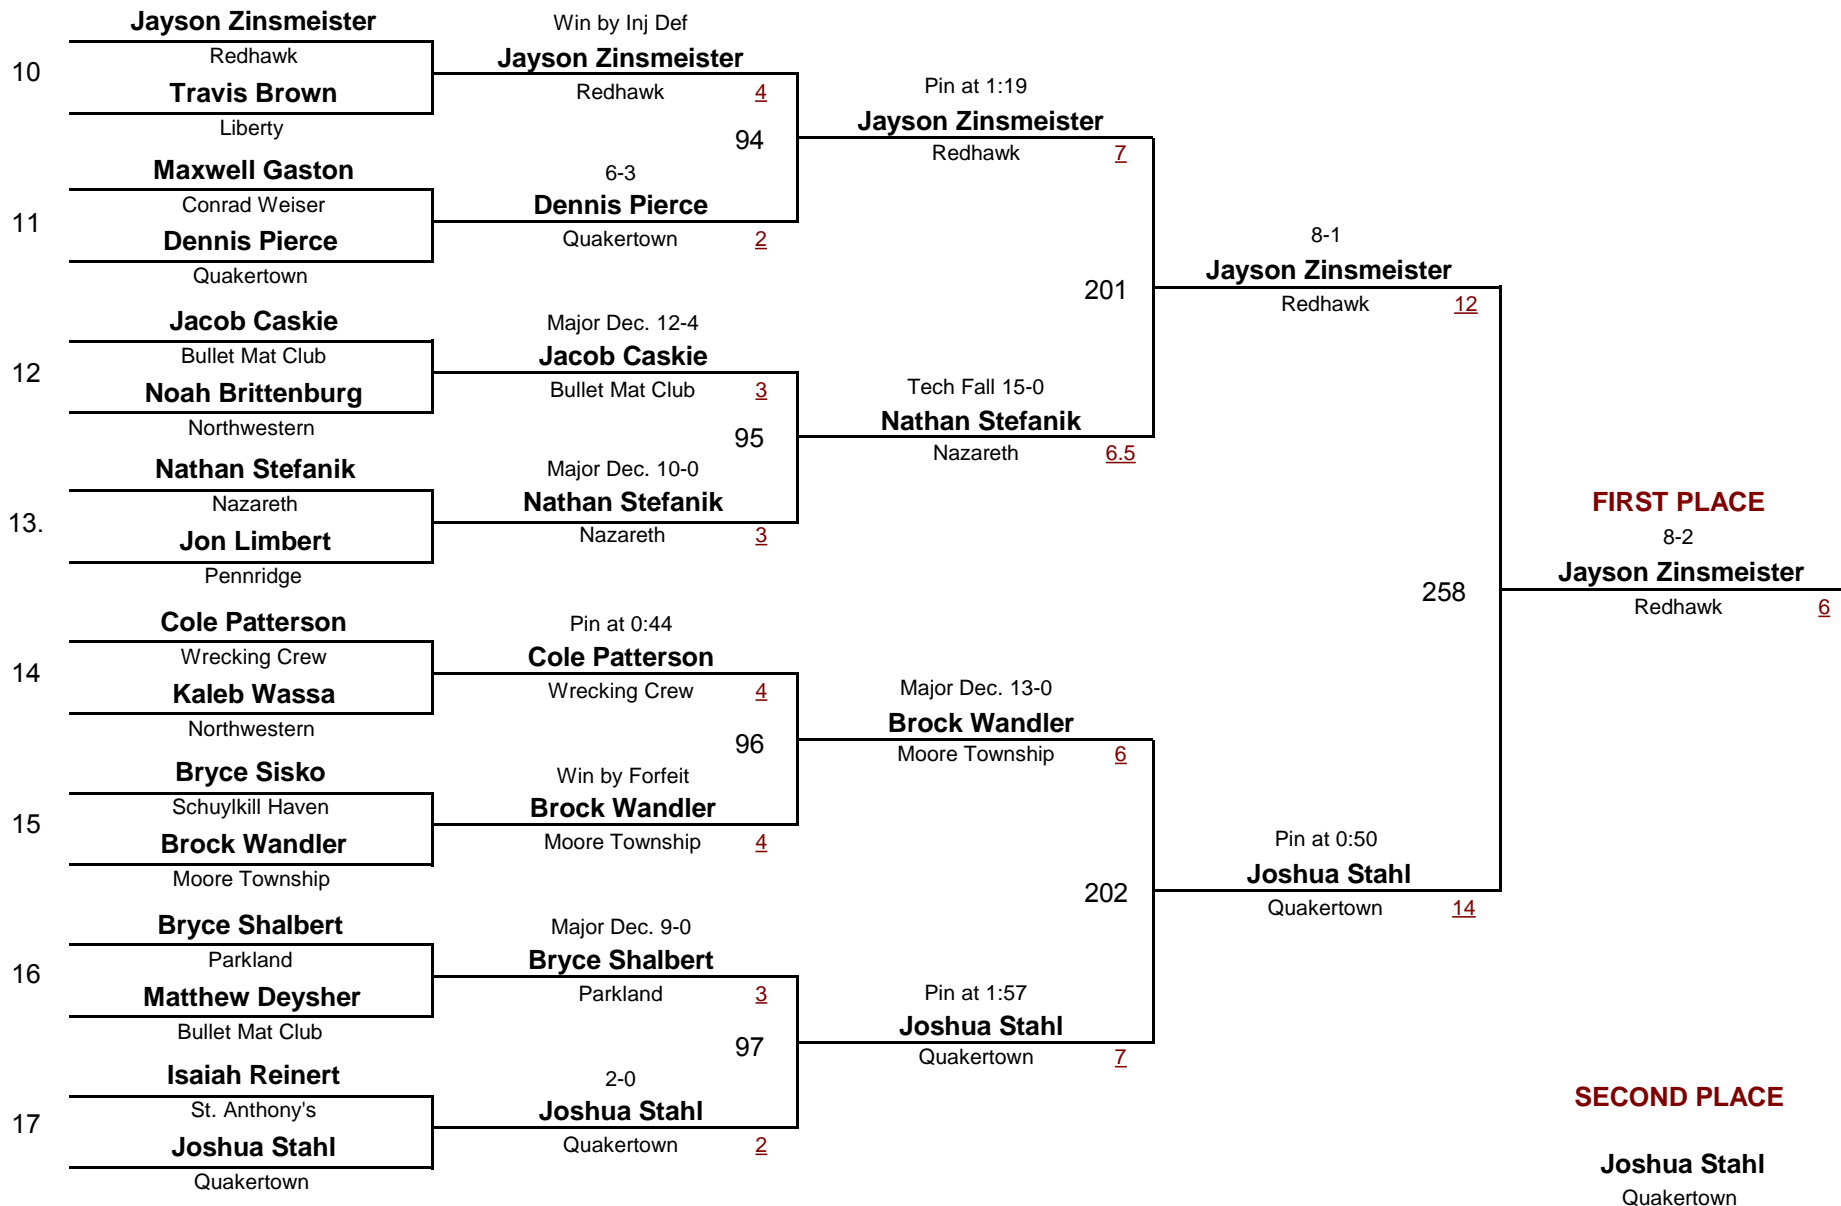 Jayson Zinsmeister
Redhawk
10
Travis Brown
Liberty
Maxwell Gaston
Conrad Weiser
11
Dennis Pierce
Quakertown
Jacob Caskie
Bullet Mat Club
12
Noah Brittenburg
Northwestern
Nathan Stefanik
Nazareth
13.
Jon Limbert
Pennridge
Cole Patterson
Wrecking Crew
14
Kaleb Wassa
Northwestern
Bryce Sisko
Schuylkill Haven
15
Brock Wandler
Moore Township
Bryce Shalbert
Parkland
16
Matthew Deysher
Bullet Mat Club
Isaiah Reinert
St. Anthony's
17
Joshua Stahl
Quakertown
Win by Inj Def
Jayson Zinsmeister
Redhawk 4
94
6-3
Dennis Pierce
Quakertown 2
Major Dec. 12-4
Jacob Caskie
Bullet Mat Club 3
95
Major Dec. 10-0
Nathan Stefanik
Nazareth 3
Pin at 0:44
Cole Patterson
Wrecking Crew 4
96
Win by Forfeit
Brock Wandler
Moore Township 4
Major Dec. 9-0
Bryce Shalbert
Parkland 3
97
2-0
Joshua Stahl
Quakertown 2
Pin at 1:19
Jayson Zinsmeister
Redhawk 7
201
Tech Fall 15-0
Nathan Stefanik
Nazareth 6.5
Major Dec. 13-0
Brock Wandler
Moore Township 6
202
Pin at 1:57
Joshua Stahl
Quakertown 7
8-1
Jayson Zinsmeister
Redhawk 12
258
Pin at 0:50
Joshua Stahl
Quakertown 14
FIRST PLACE
8-2
Jayson Zinsmeister
Redhawk 6
SECOND PLACE
Joshua Stahl
Quakertown